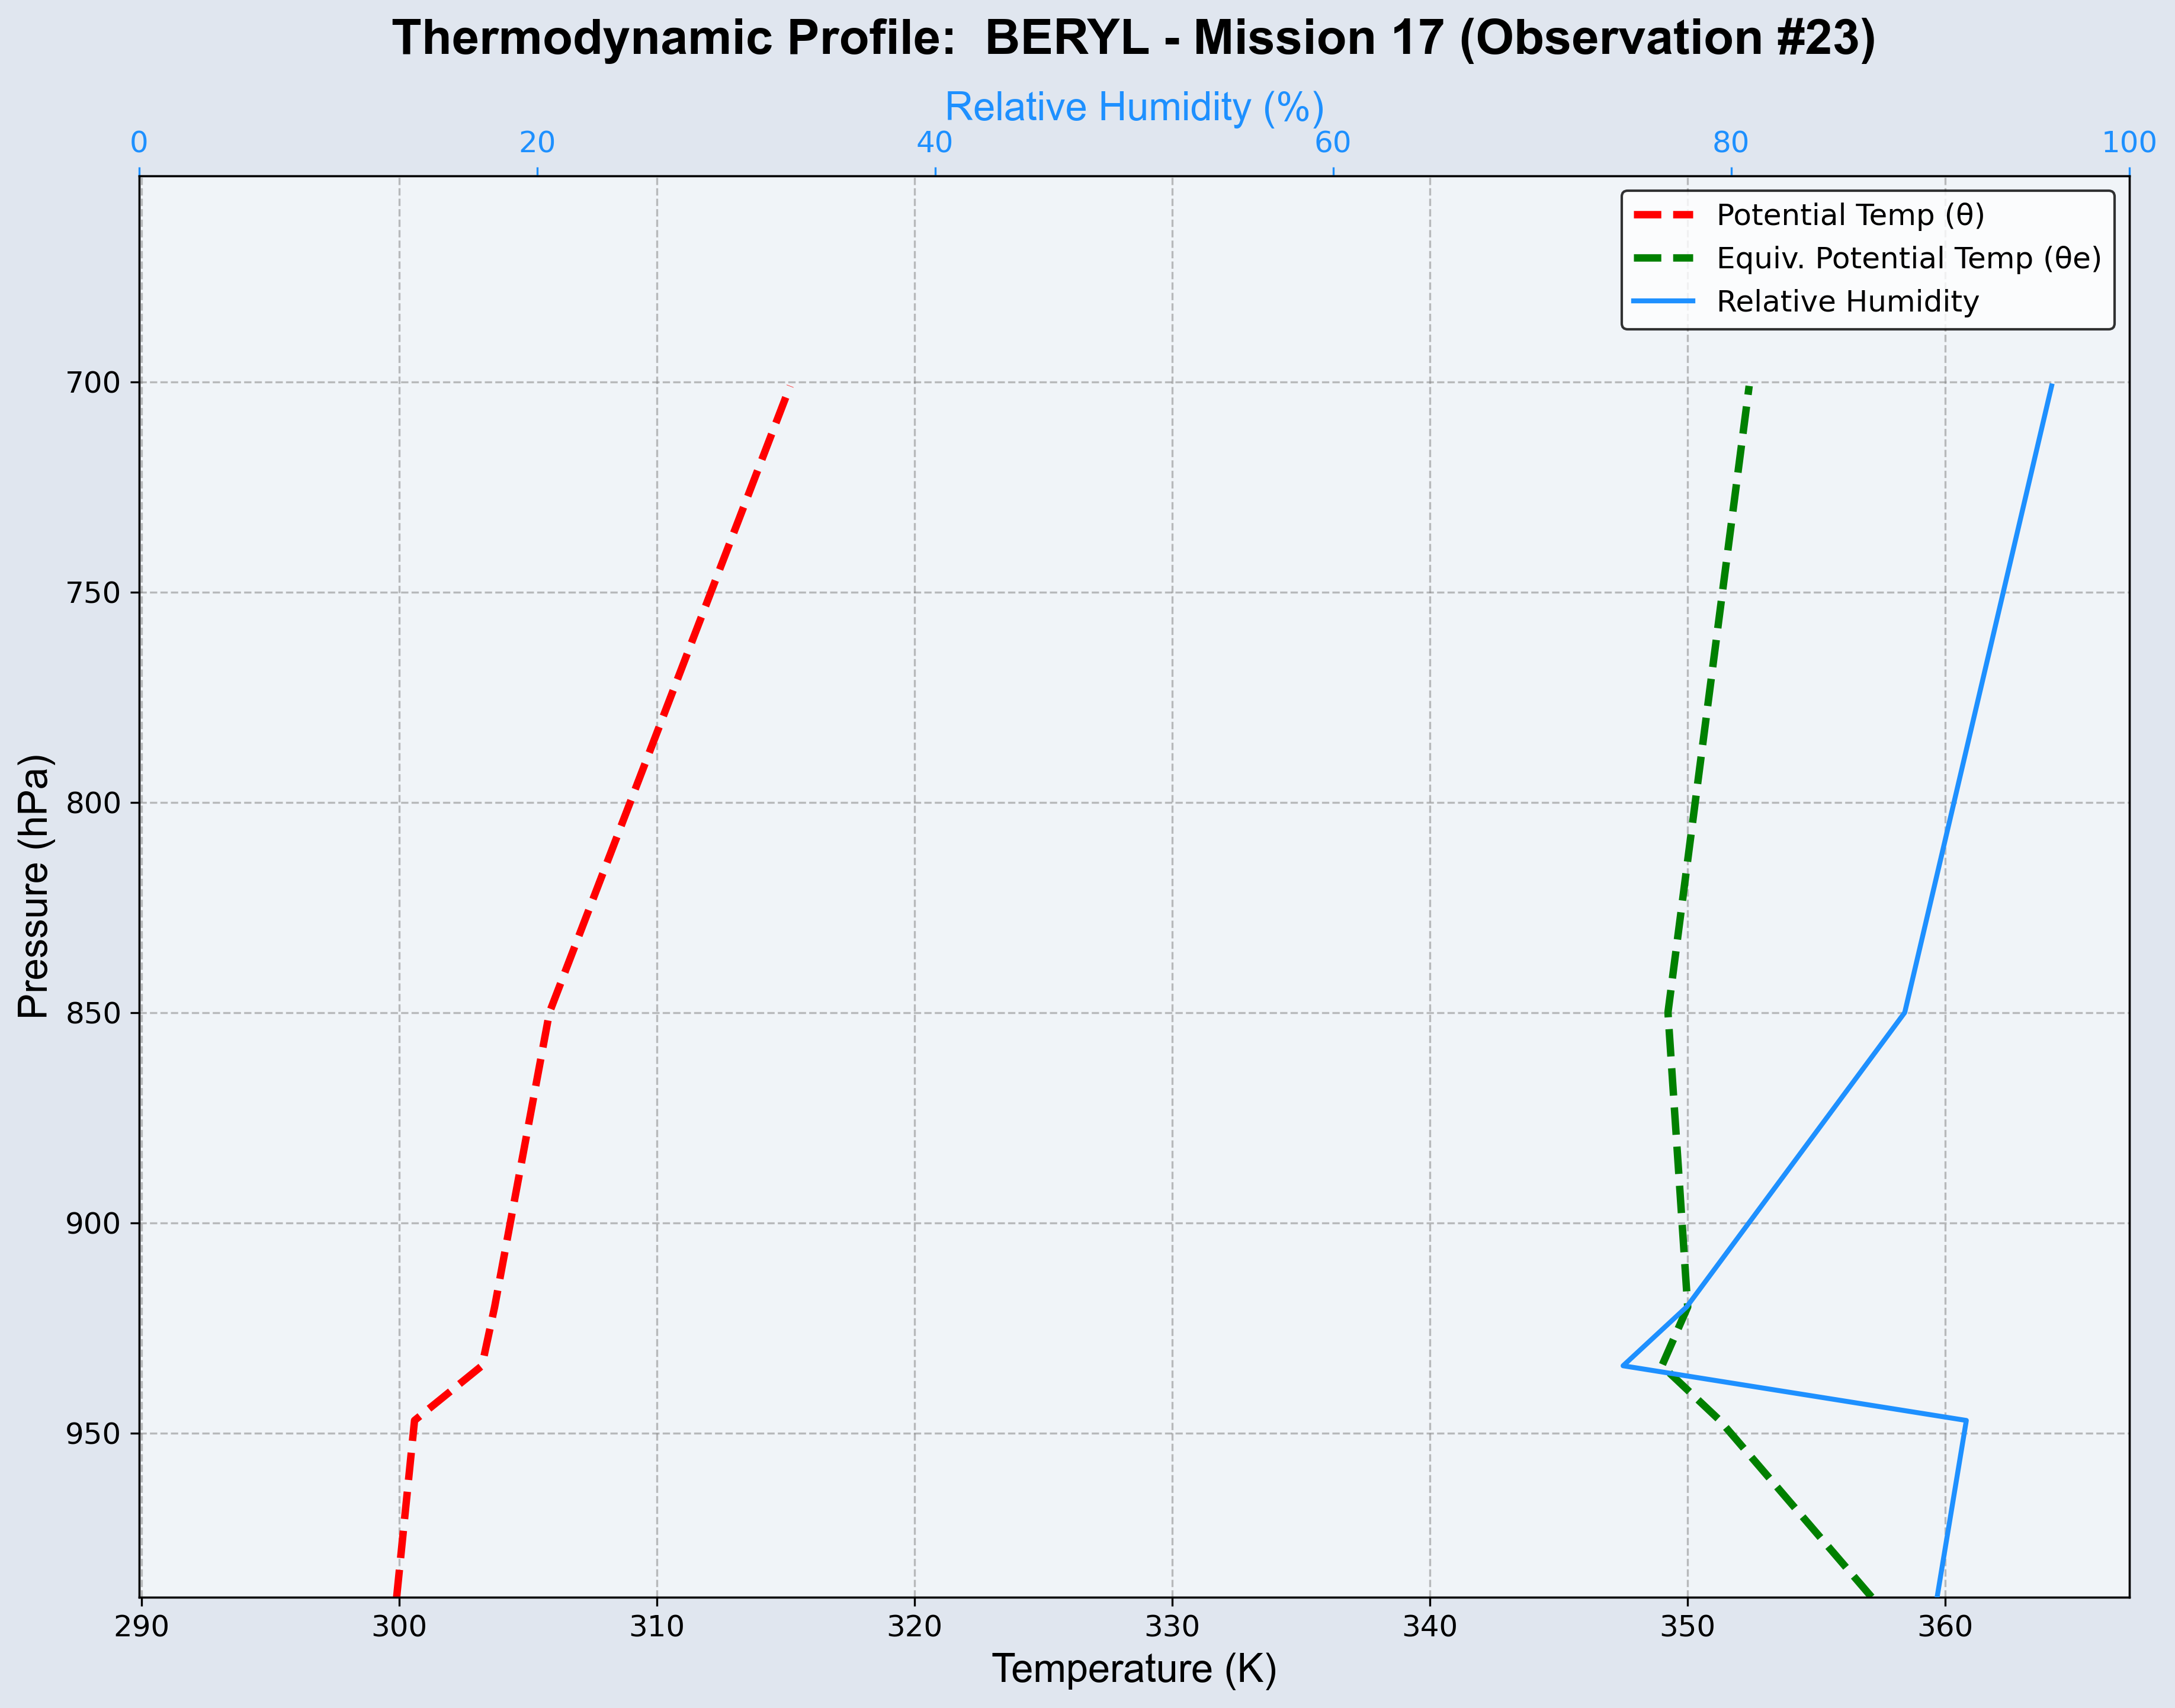 Thermodynamic Profile:  BERYL - Mission 17 (Observation #23)
Relative Humidity (%)
0 20 40 60 80 100
Potential Temp (θ)
Equiv. Potential Temp (θe)
Relative Humidity
Pressure (hPa)
700
750
800
850
900
950
290 300 310 320 330 340 350 360
Temperature (K)